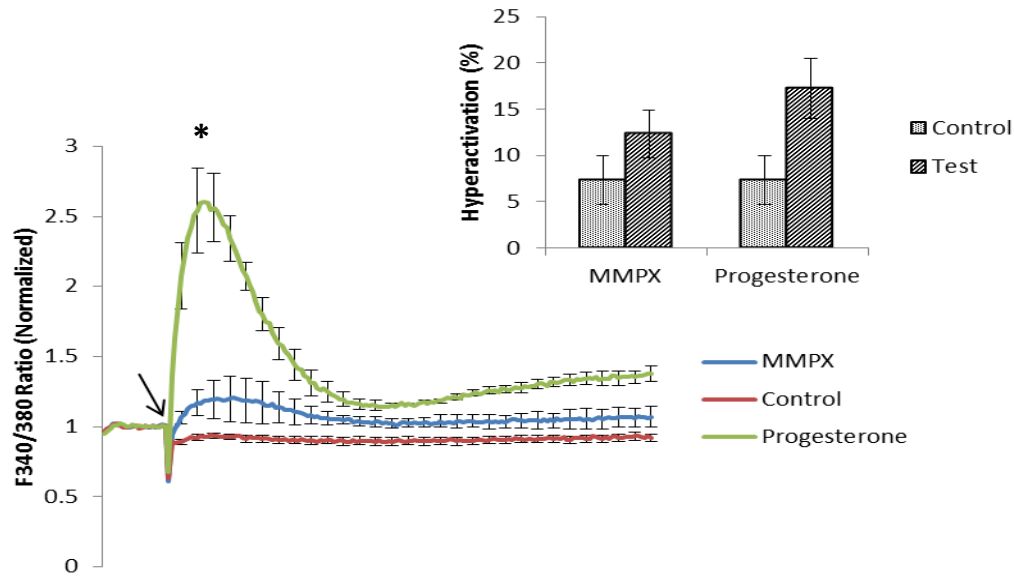 25
20
15
10
5
0
Hyperactivation (%)
MMPX
Progesterone
Control
Test
*
3
2.5
2
1.5
1
0.5
0
F340/380 Ratio (Normalized)
MMPX
Control
Progesterone